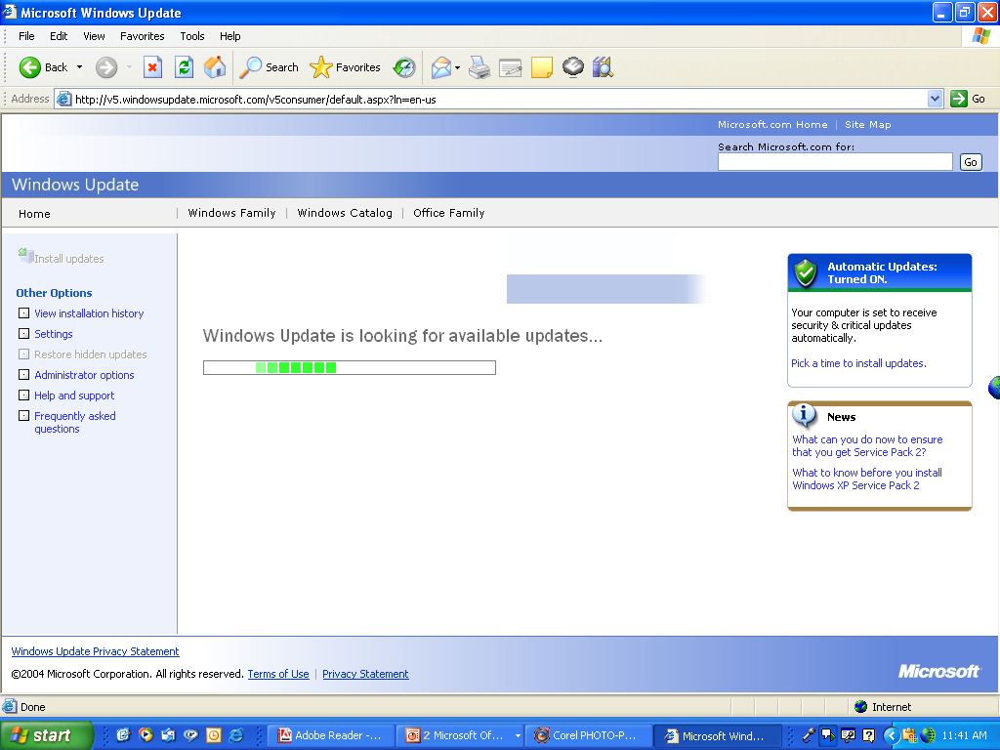 Microsoft Windows Update
File Edit View Favorites Tools Help
Back Search Favorites
Address http://v5.windowsupdate.microsoft.com/v5consumer/default.aspx?ln=en-us Go
Microsoft.com Home | Site Map
Search Microsoft.com for:
Go
Windows Update
Home | Windows Family | Windows Catalog | Office Family
Install updates
Other Options
View installation history
Settings
Restore hidden updates
Administrator options
Help and support
Frequently asked
questions
Windows Update is looking for available updates...
Automatic Updates:
Turned ON.
Your computer is set to receive
security & critical updates
automatically.
Pick a time to install updates.
News
What can you do now to ensure
that you get Service Pack 2?
What to know before you install
Windows XP Service Pack 2
Windows Update Privacy Statement
©2004 Microsoft Corporation. All rights reserved. Terms of Use | Privacy Statement
Microsoft
Done Internet
start Adobe Reader -... 2 Microsoft Of... Corel PHOTO-P... Microsoft Wind... 11:41 AM